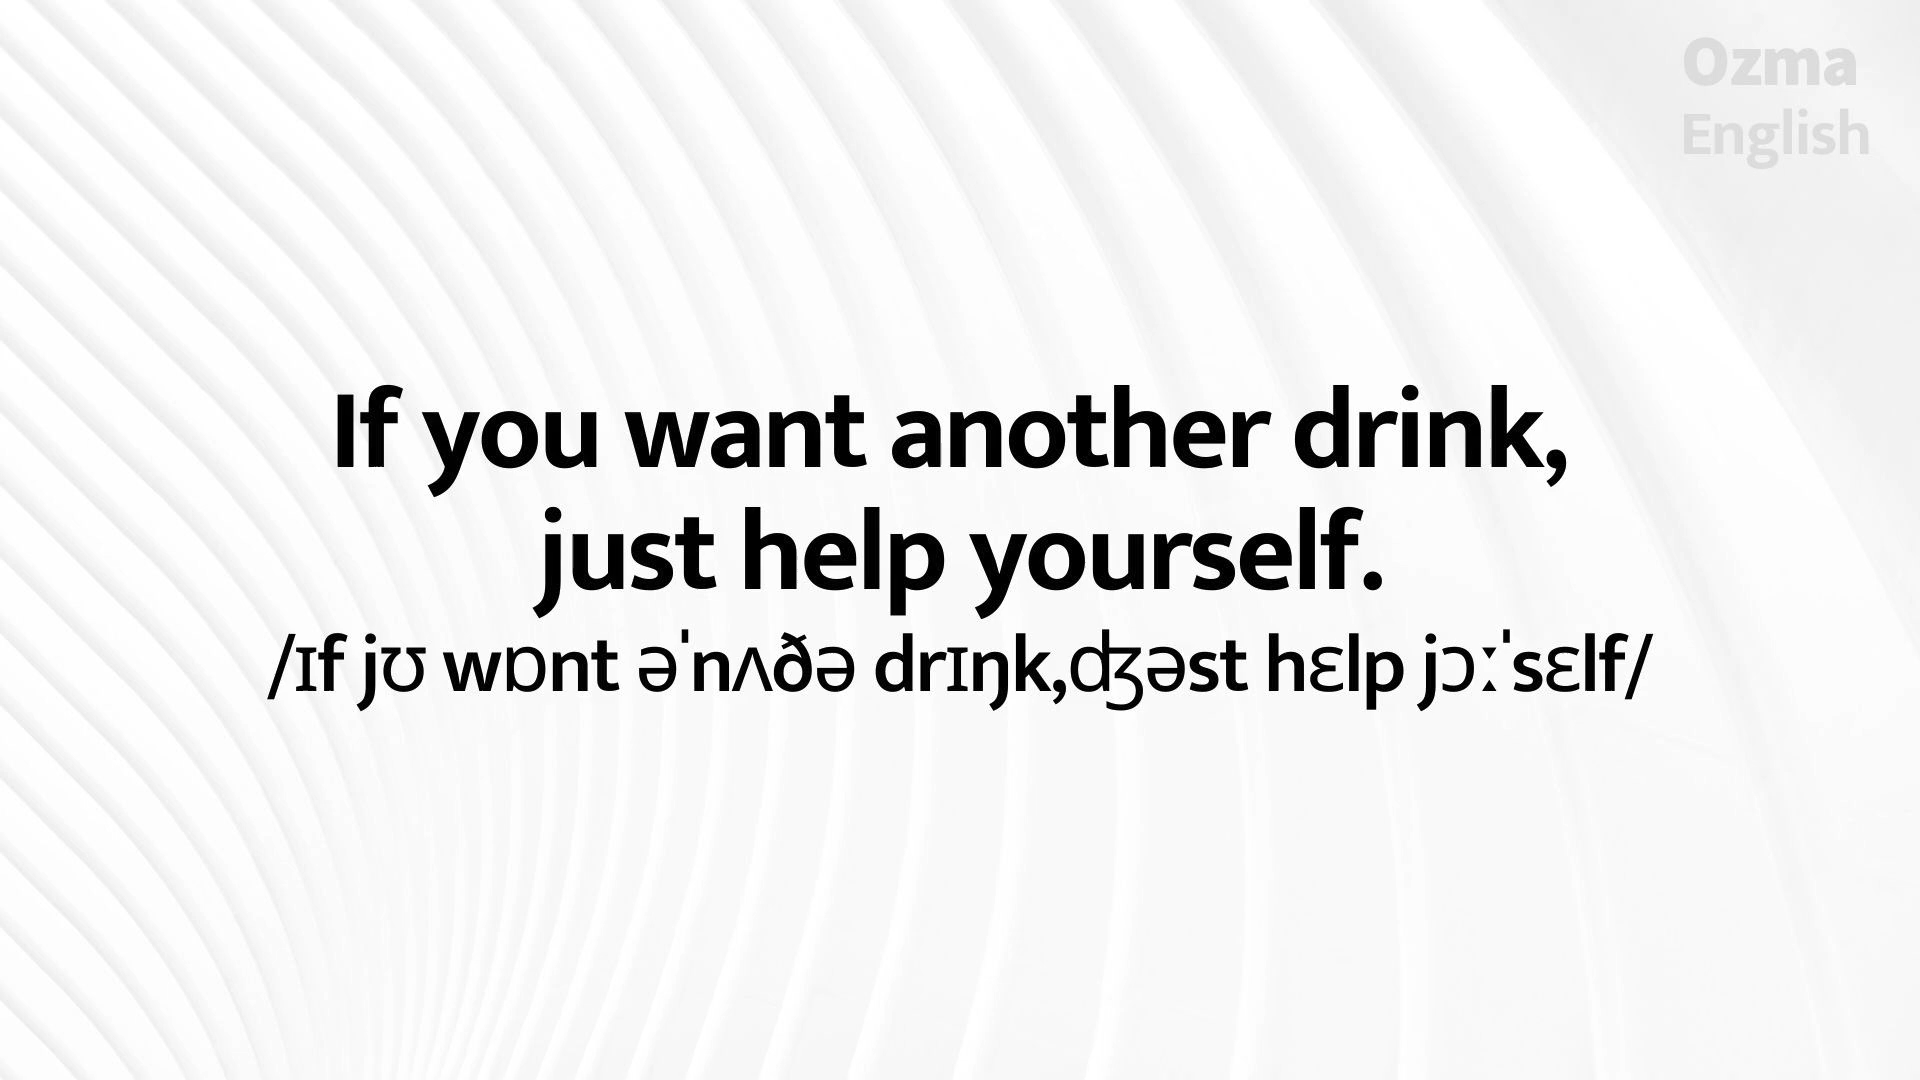 Ozma
English
If you want another drink,
just help yourself.
/ɪf jʊ wɒnt əˈnʌðə drɪŋk,ʤəst hɛlp jɔːˈsɛlf/